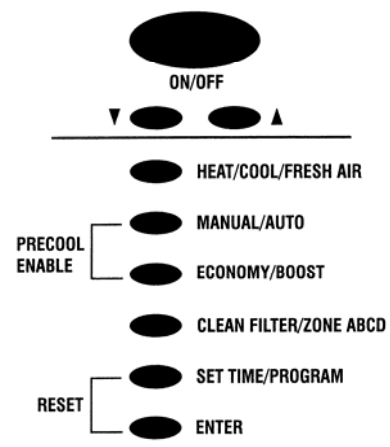 ON/OFF
▼ ▲
HEAT/COOL/FRESH AIR
MANUAL/AUTO
PRECOOL
ENABLE
ECONOMY/BOOST
CLEAN FILTER/ZONE ABCD
SET TIME/PROGRAM
RESET
ENTER